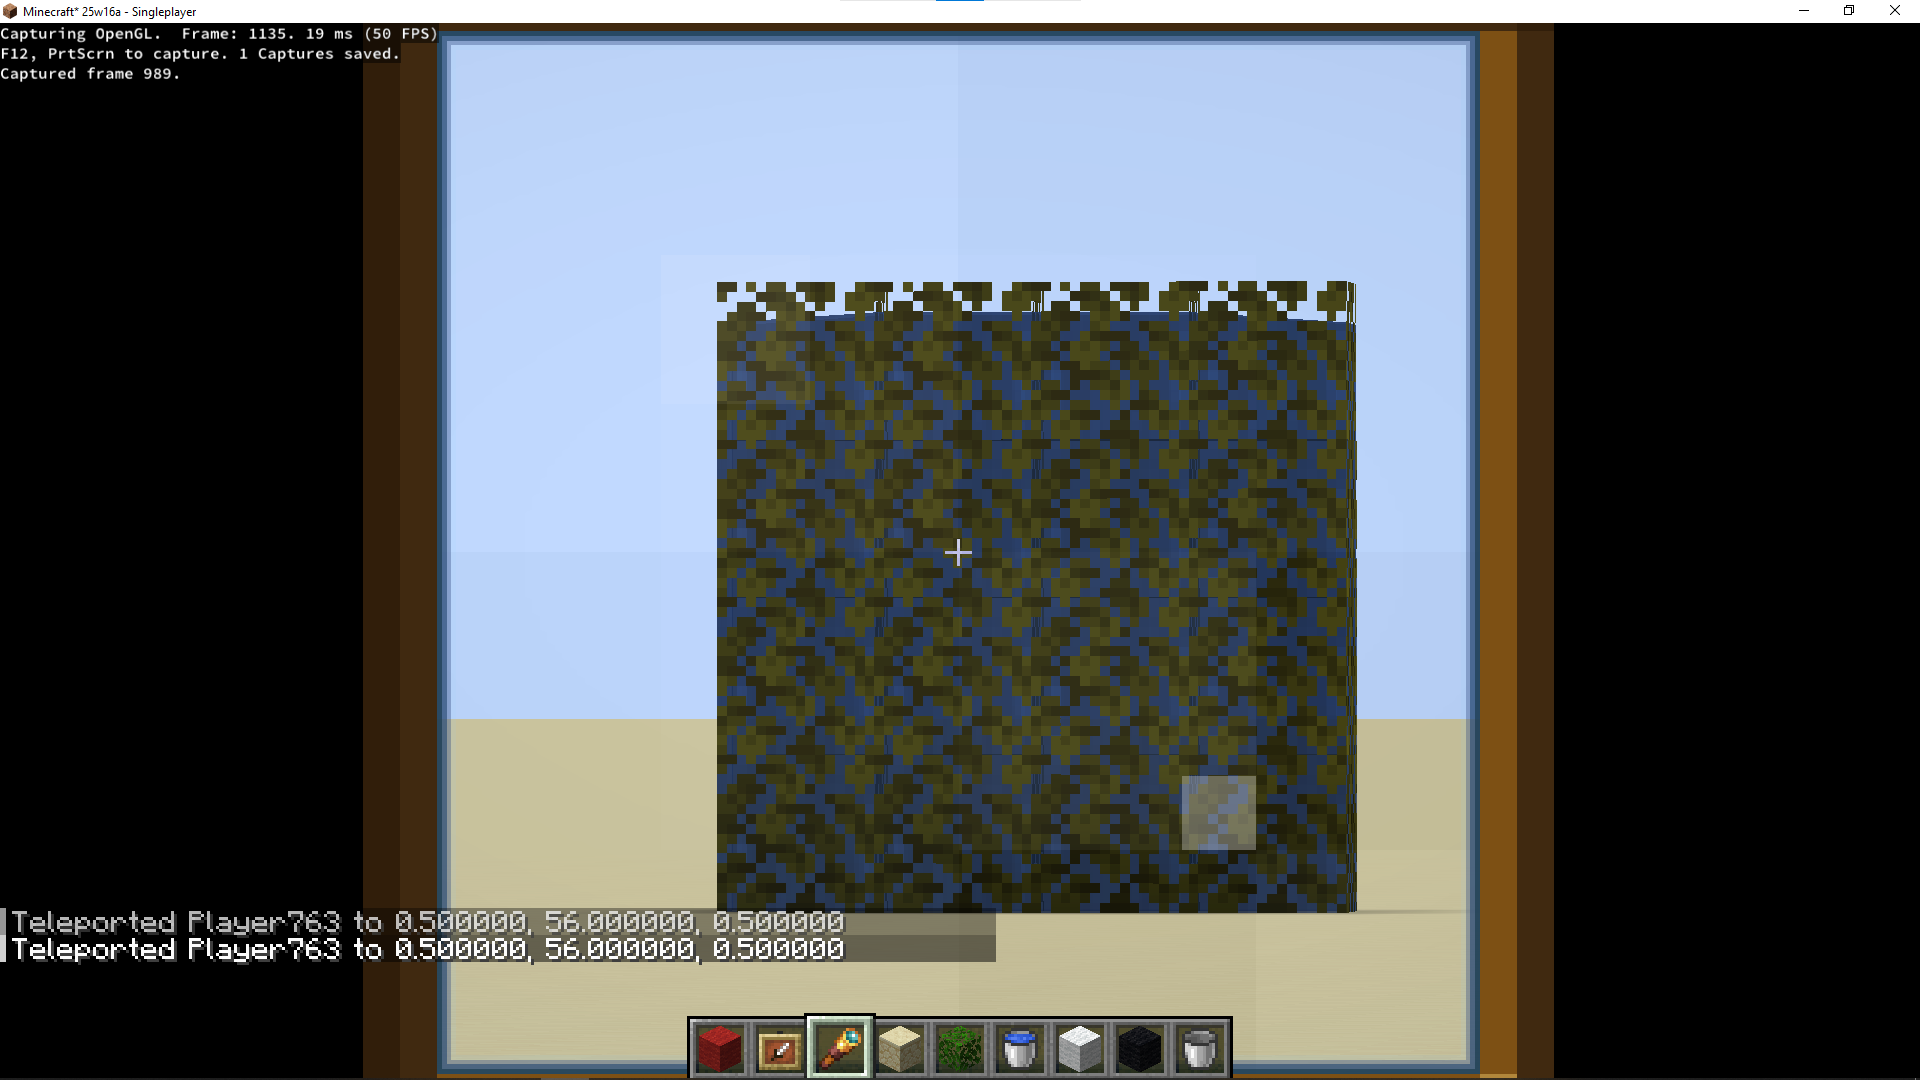 Minecraft* 25w16a - Singleplayer
Capturing OpenGL.  Frame: 1135. 19 ms (50 FPS)
F12, PrtScrn to capture. 1 Captures saved.
Captured frame 989.
Teleported Player763 to 0.500000, 56.000000, 0.500000
Teleported Player763 to 0.500000, 56.000000, 0.500000